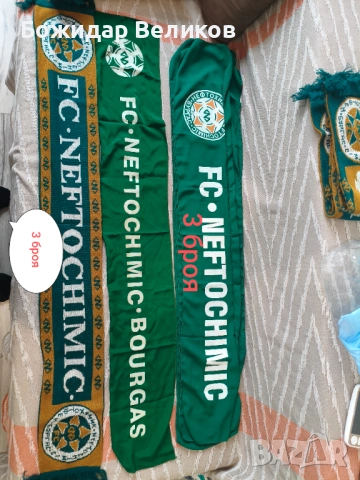 Божидар Великов
FC·NEFTOCHIMIC·
3 броя
FC·NEFTOCHIMIC·BOURGAS
FC·NEFTOCHIMIC
3 броя
BAZAR